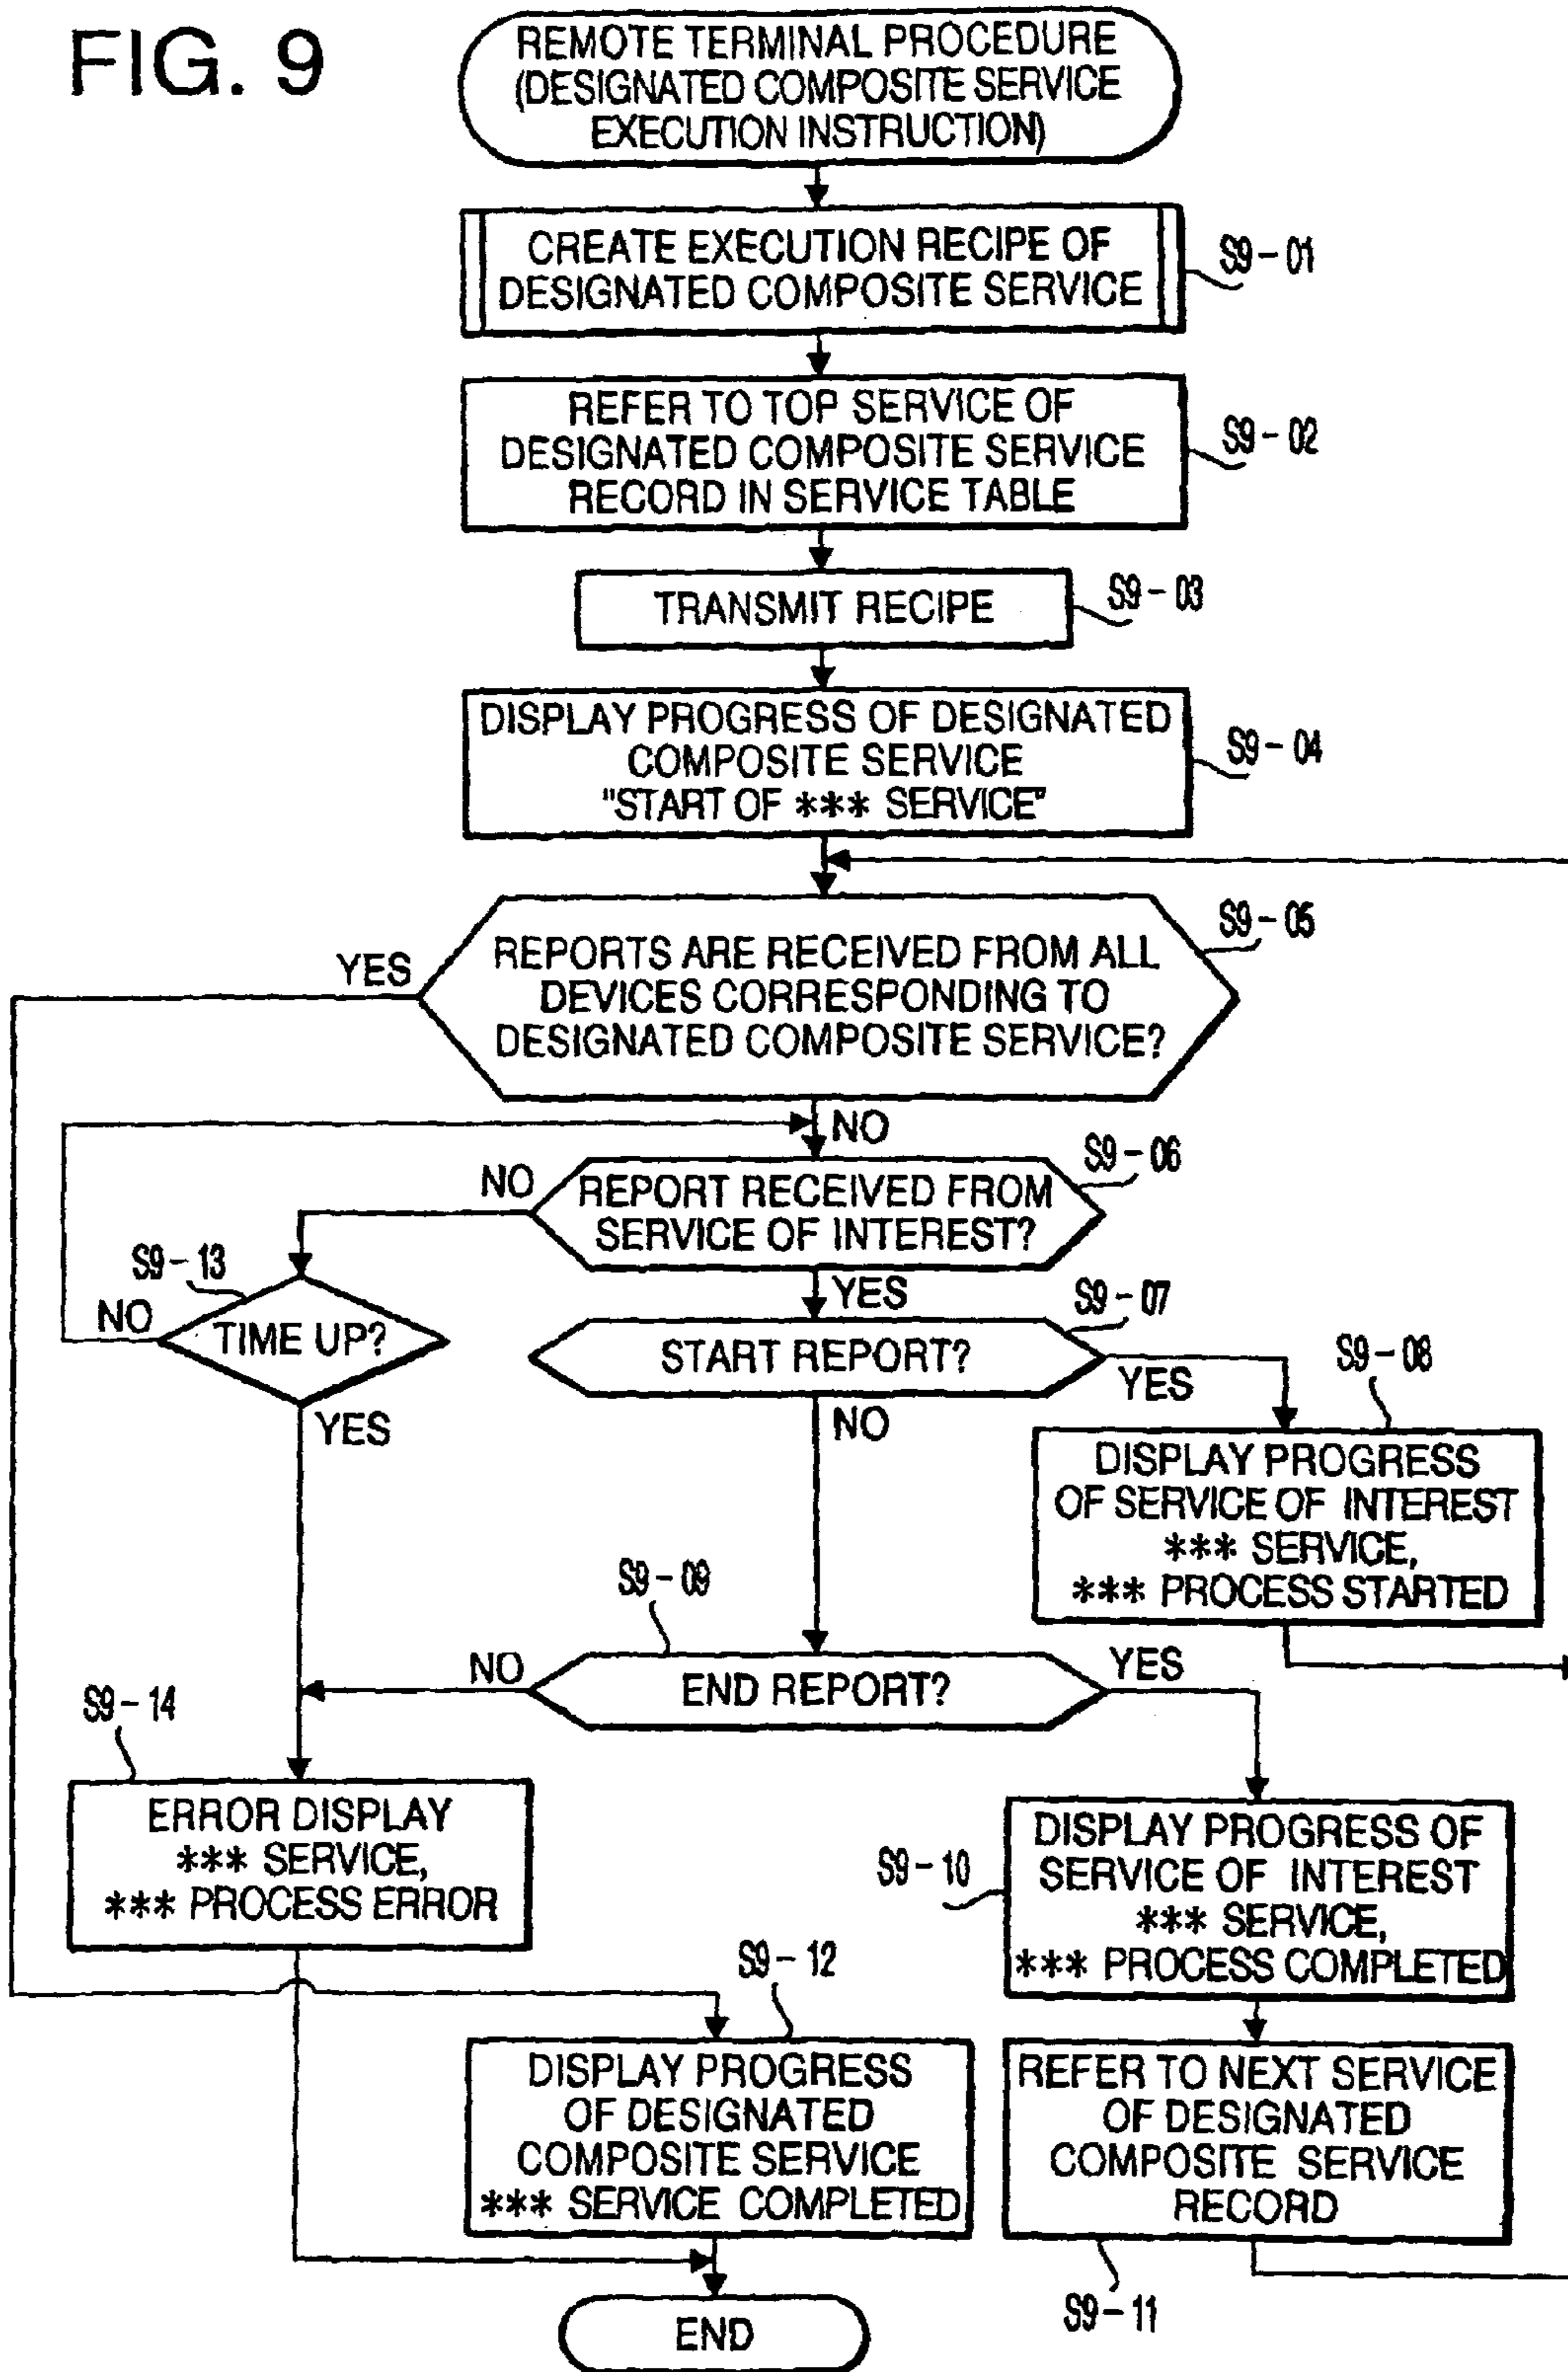 FIG. 9
REMOTE TERMINAL PROCEDURE
(DESIGNATED COMPOSITE SERVICE
EXECUTION INSTRUCTION)
CREATE EXECUTION RECIPE OF
DESIGNATED COMPOSITE SERVICE
S9-01
REFER TO TOP SERVICE OF
DESIGNATED COMPOSITE SERVICE
RECORD IN SERVICE TABLE
S9-02
TRANSMIT RECIPE
S9-03
DISPLAY PROGRESS OF DESIGNATED
COMPOSITE SERVICE
"START OF *** SERVICE"
S9-04
REPORTS ARE RECEIVED FROM ALL
DEVICES CORRESPONDING TO
DESIGNATED COMPOSITE SERVICE?
S9-05
YES
NO
REPORT RECEIVED FROM
SERVICE OF INTEREST?
S9-06
NO
YES
S9-13
TIME UP?
NO
YES
START REPORT?
S9-07
YES
NO
S9-08
DISPLAY PROGRESS
OF SERVICE OF INTEREST
*** SERVICE,
*** PROCESS STARTED
S9-09
END REPORT?
NO
YES
S9-14
ERROR DISPLAY
*** SERVICE,
*** PROCESS ERROR
S9-10
DISPLAY PROGRESS OF
SERVICE OF INTEREST
*** SERVICE,
*** PROCESS COMPLETED
S9-12
DISPLAY PROGRESS
OF DESIGNATED
COMPOSITE SERVICE
*** SERVICE COMPLETED
REFER TO NEXT SERVICE
OF DESIGNATED
COMPOSITE SERVICE
RECORD
S9-11
END